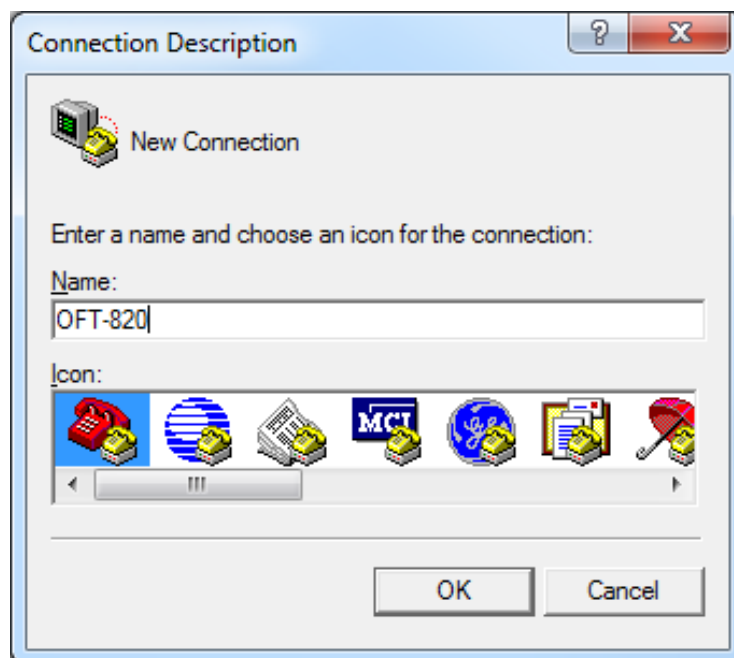 Connection Description
New Connection
Enter a name and choose an icon for the connection:
Name:
OFT-820
Icon:
MCI
OK
Cancel